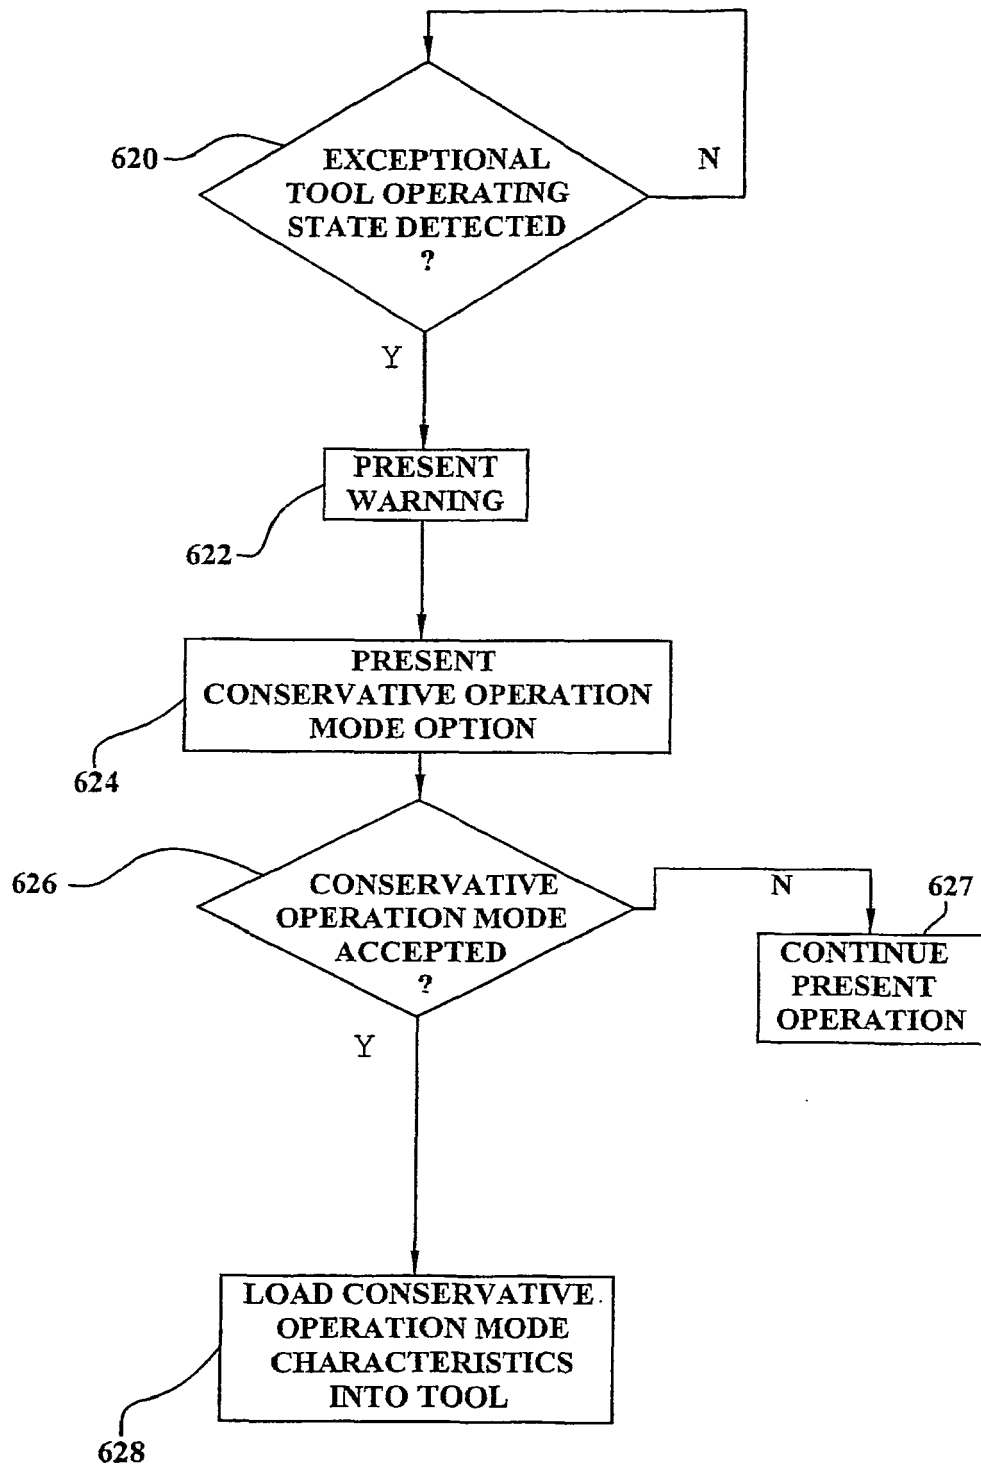 620
EXCEPTIONAL
TOOL OPERATING
STATE DETECTED
?
N
Y
PRESENT
WARNING
622
PRESENT
CONSERVATIVE OPERATION
MODE OPTION
624
626
CONSERVATIVE
OPERATION MODE
ACCEPTED
?
N
627
CONTINUE
PRESENT
OPERATION
Y
LOAD CONSERVATIVE
OPERATION MODE
CHARACTERISTICS
INTO TOOL
628